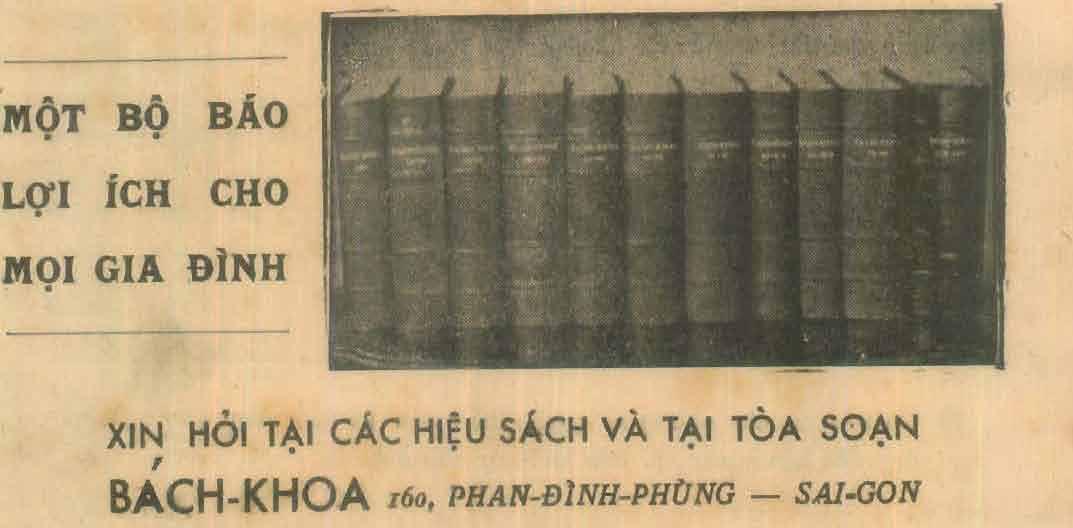 MỘT BỘ BÁO
LỢI ÍCH CHO
MỌI GIA ĐÌNH
XIN HỎI TẠI CÁC HIỆU SÁCH VÀ TẠI TÒA SOẠN
BÁCH-KHOA 160, PHAN-ĐÌNH-PHÙNG — SAI-GON